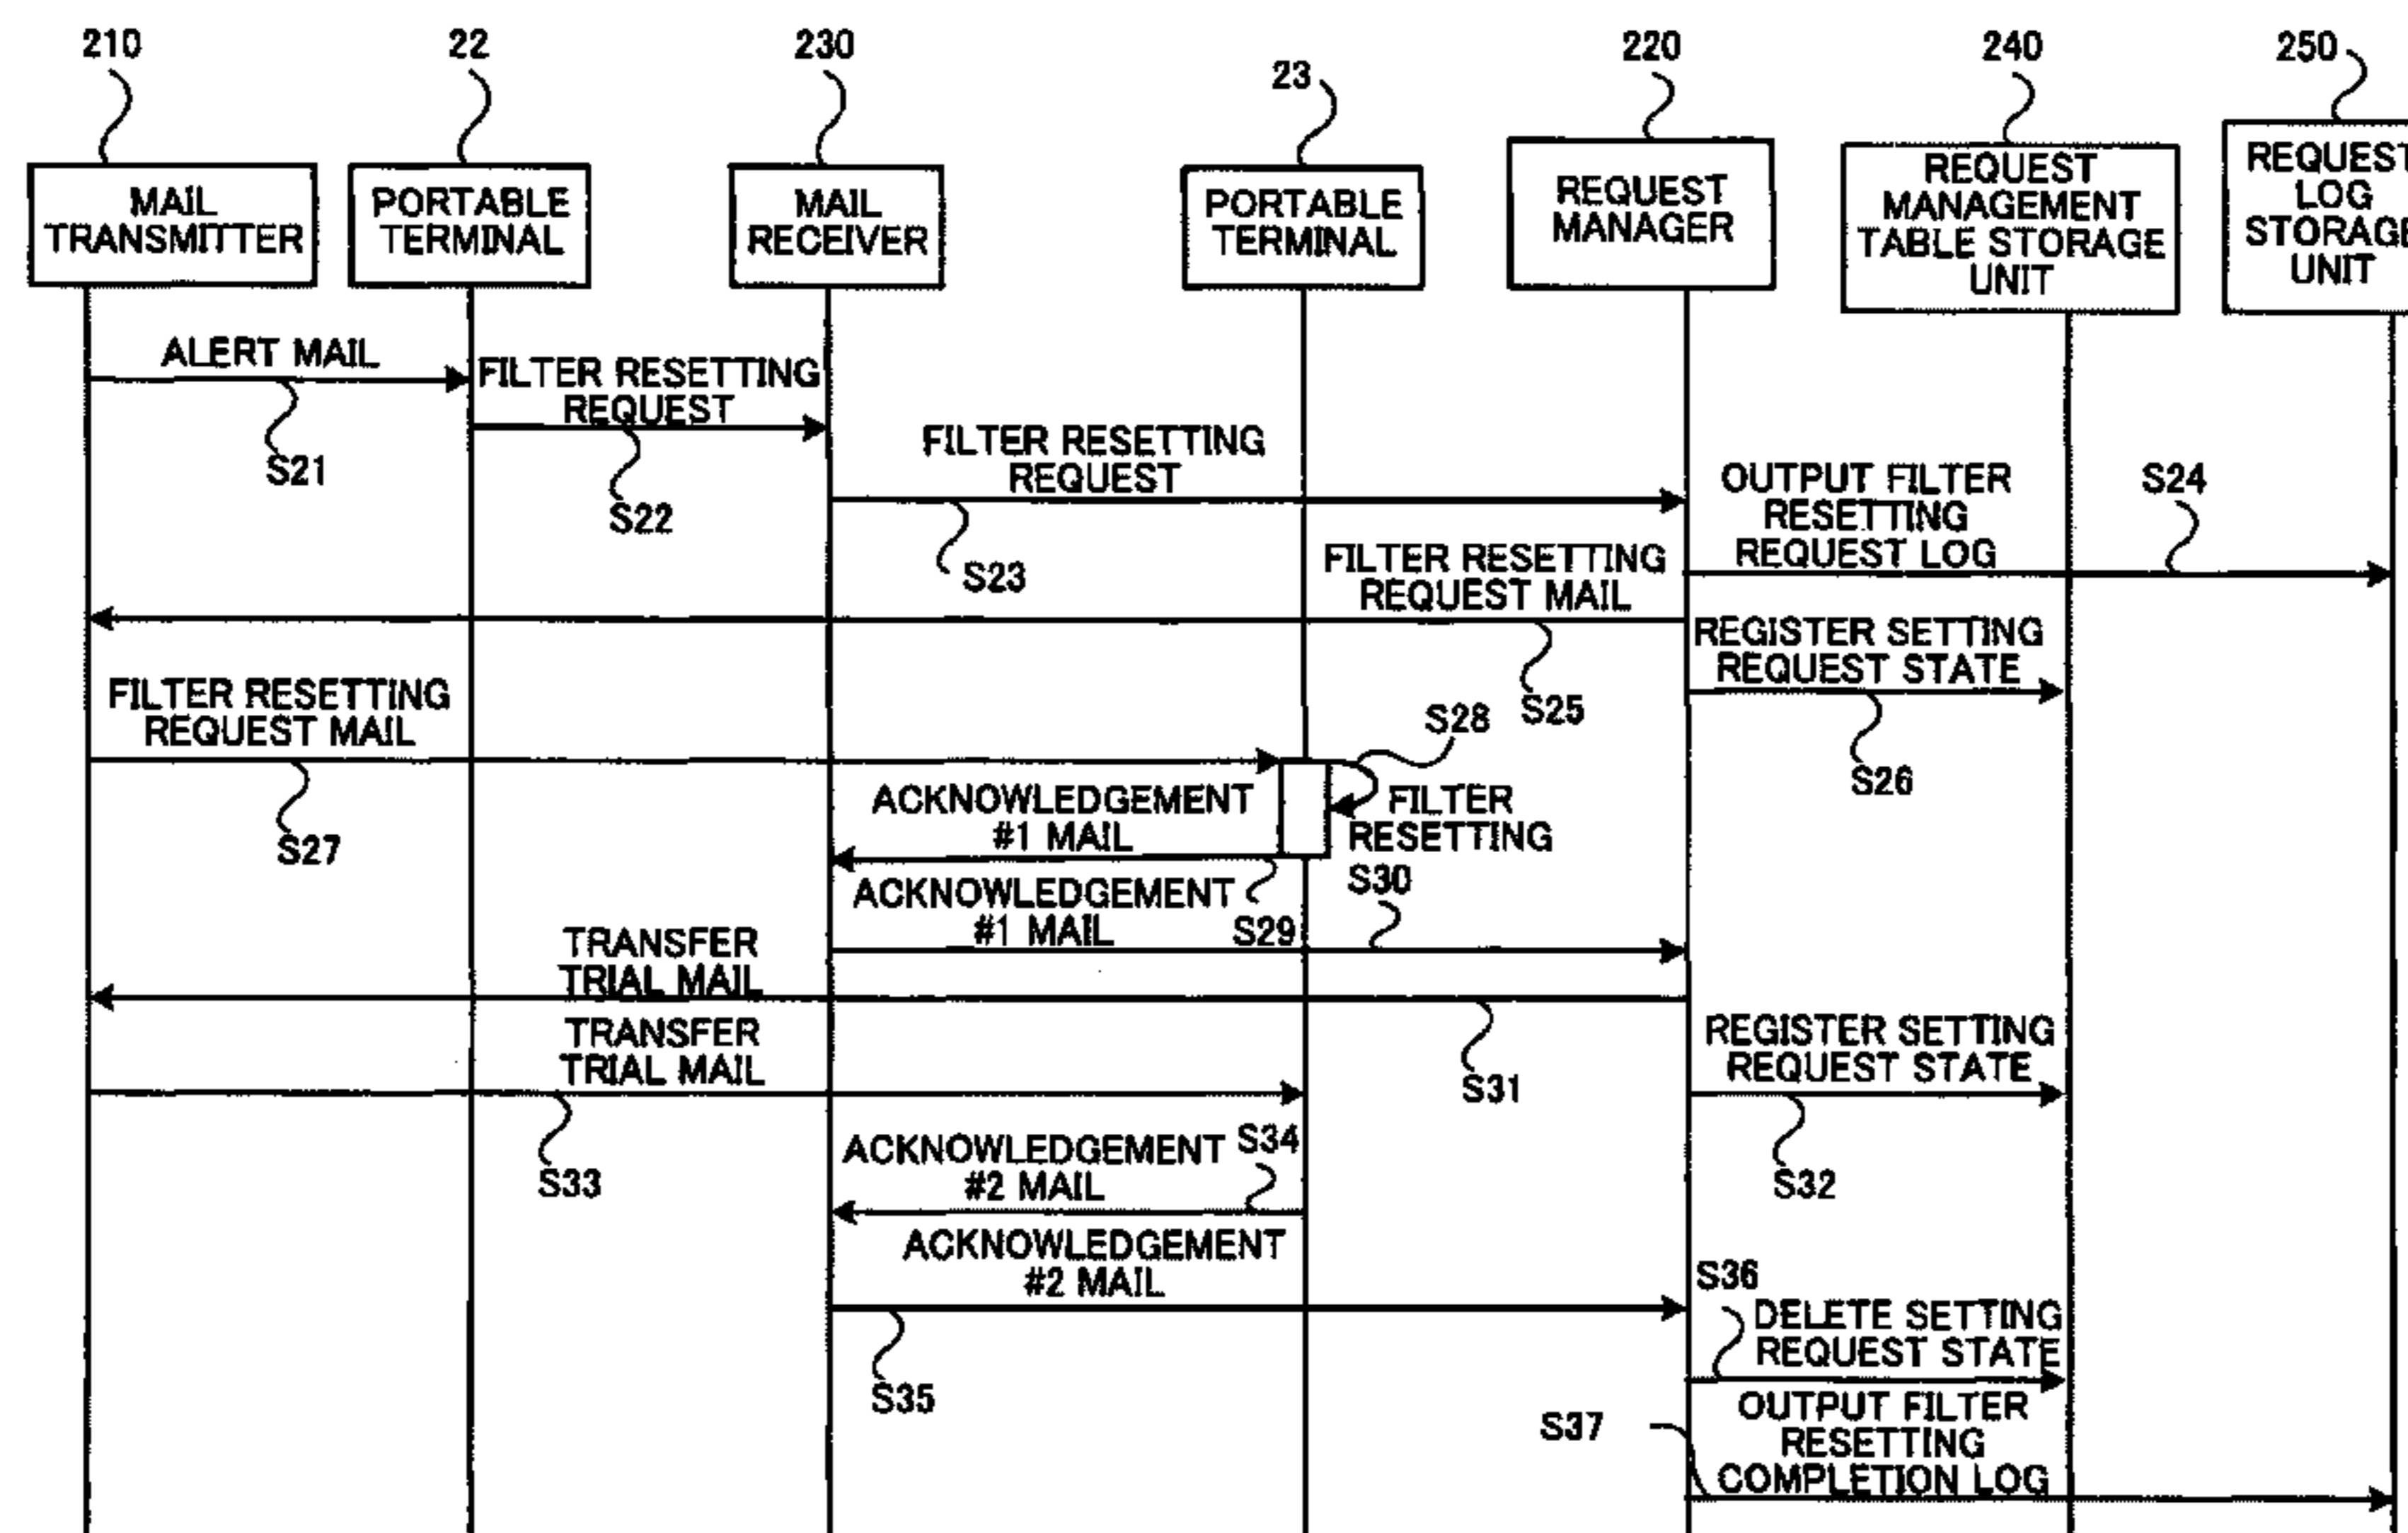 210
22
230
23
220
240
250
MAIL
TRANSMITTER
PORTABLE
TERMINAL
MAIL
RECEIVER
PORTABLE
TERMINAL
REQUEST
MANAGER
REQUEST
MANAGEMENT
TABLE STORAGE
UNIT
REQUEST
LOG
STORAGE
UNIT
ALERT MAIL
S21
FILTER RESETTING
REQUEST
S22
FILTER RESETTING
REQUEST
S23
OUTPUT FILTER
RESETTING
REQUEST LOG
S24
FILTER RESETTING
REQUEST MAIL
S25
REGISTER SETTING
REQUEST STATE
S26
FILTER RESETTING
REQUEST MAIL
S27
S28
FILTER
RESETTING
ACKNOWLEDGEMENT
#1 MAIL
S29
ACKNOWLEDGEMENT
#1 MAIL
S30
TRANSFER
TRIAL MAIL
S31
REGISTER SETTING
REQUEST STATE
S32
TRANSFER
TRIAL MAIL
S33
ACKNOWLEDGEMENT
#2 MAIL
S34
ACKNOWLEDGEMENT
#2 MAIL
S35
S36
DELETE SETTING
REQUEST STATE
S37
OUTPUT FILTER
RESETTING
COMPLETION LOG